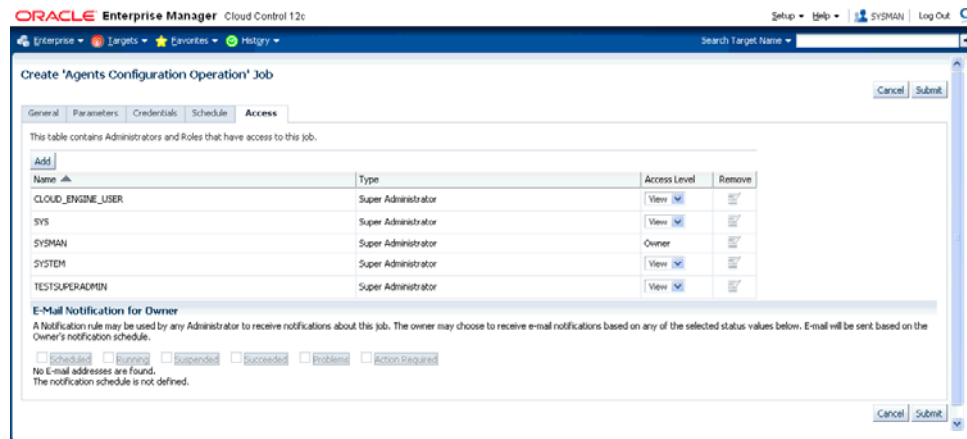 ORACLE Enterprise Manager Cloud Control 12c
Setup Help SYSMAN Log Out
Enterprise Targets Favorites History Search Target Name
Create 'Agents Configuration Operation' Job
Cancel Submit
General Parameters Credentials Schedule Access
This table contains Administrators and Roles that have access to this job.
Add
Name Type Access Level Remove
CLOUD_ENGINE_USER Super Administrator View
SYS Super Administrator View
SYSMAN Super Administrator Owner
SYSTEM Super Administrator View
TESTSUPERADMIN Super Administrator View
E-Mail Notification for Owner
A Notification rule may be used by any Administrator to receive notifications about this job. The owner may choose to receive e-mail notifications based on any of the selected status values below. E-mail will be sent based on the
Owner's notification schedule.
Scheduled Running Suspended Succeeded Problems Action Required
No E-mail addresses are found.
The notification schedule is not defined.
Cancel Submit